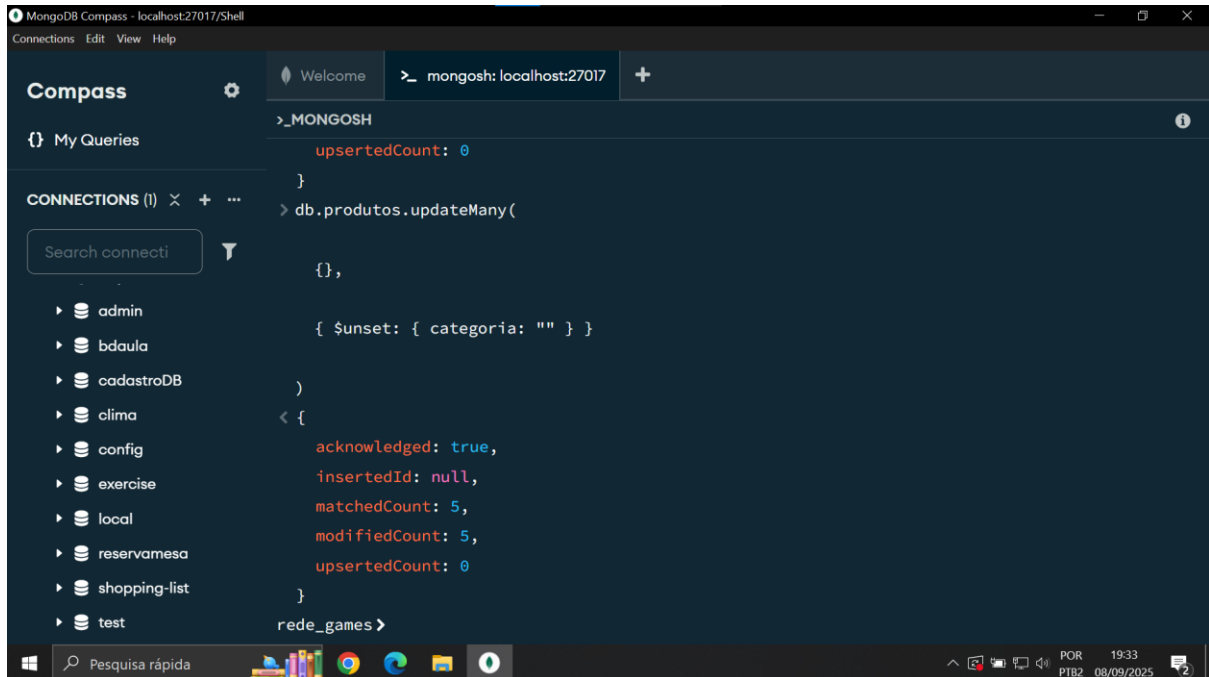 MongoDB Compass - localhost:27017/Shell
Connections Edit View Help
Compass
{} My Queries
CONNECTIONS (1)
Search connecti
admin
bdaula
cadastroDB
clima
config
exercise
local
reservamesa
shopping-list
test
Welcome
>_ mongosh: localhost:27017
>_MONGOSH
upsertedCount: 0
}
> db.produtos.updateMany(
{},
{ $unset: { categoria: "" } }
)
< {
acknowledged: true,
insertedId: null,
matchedCount: 5,
modifiedCount: 5,
upsertedCount: 0
}
rede_games>
Pesquisa rápida
POR
PTB2
19:33
08/09/2025
2